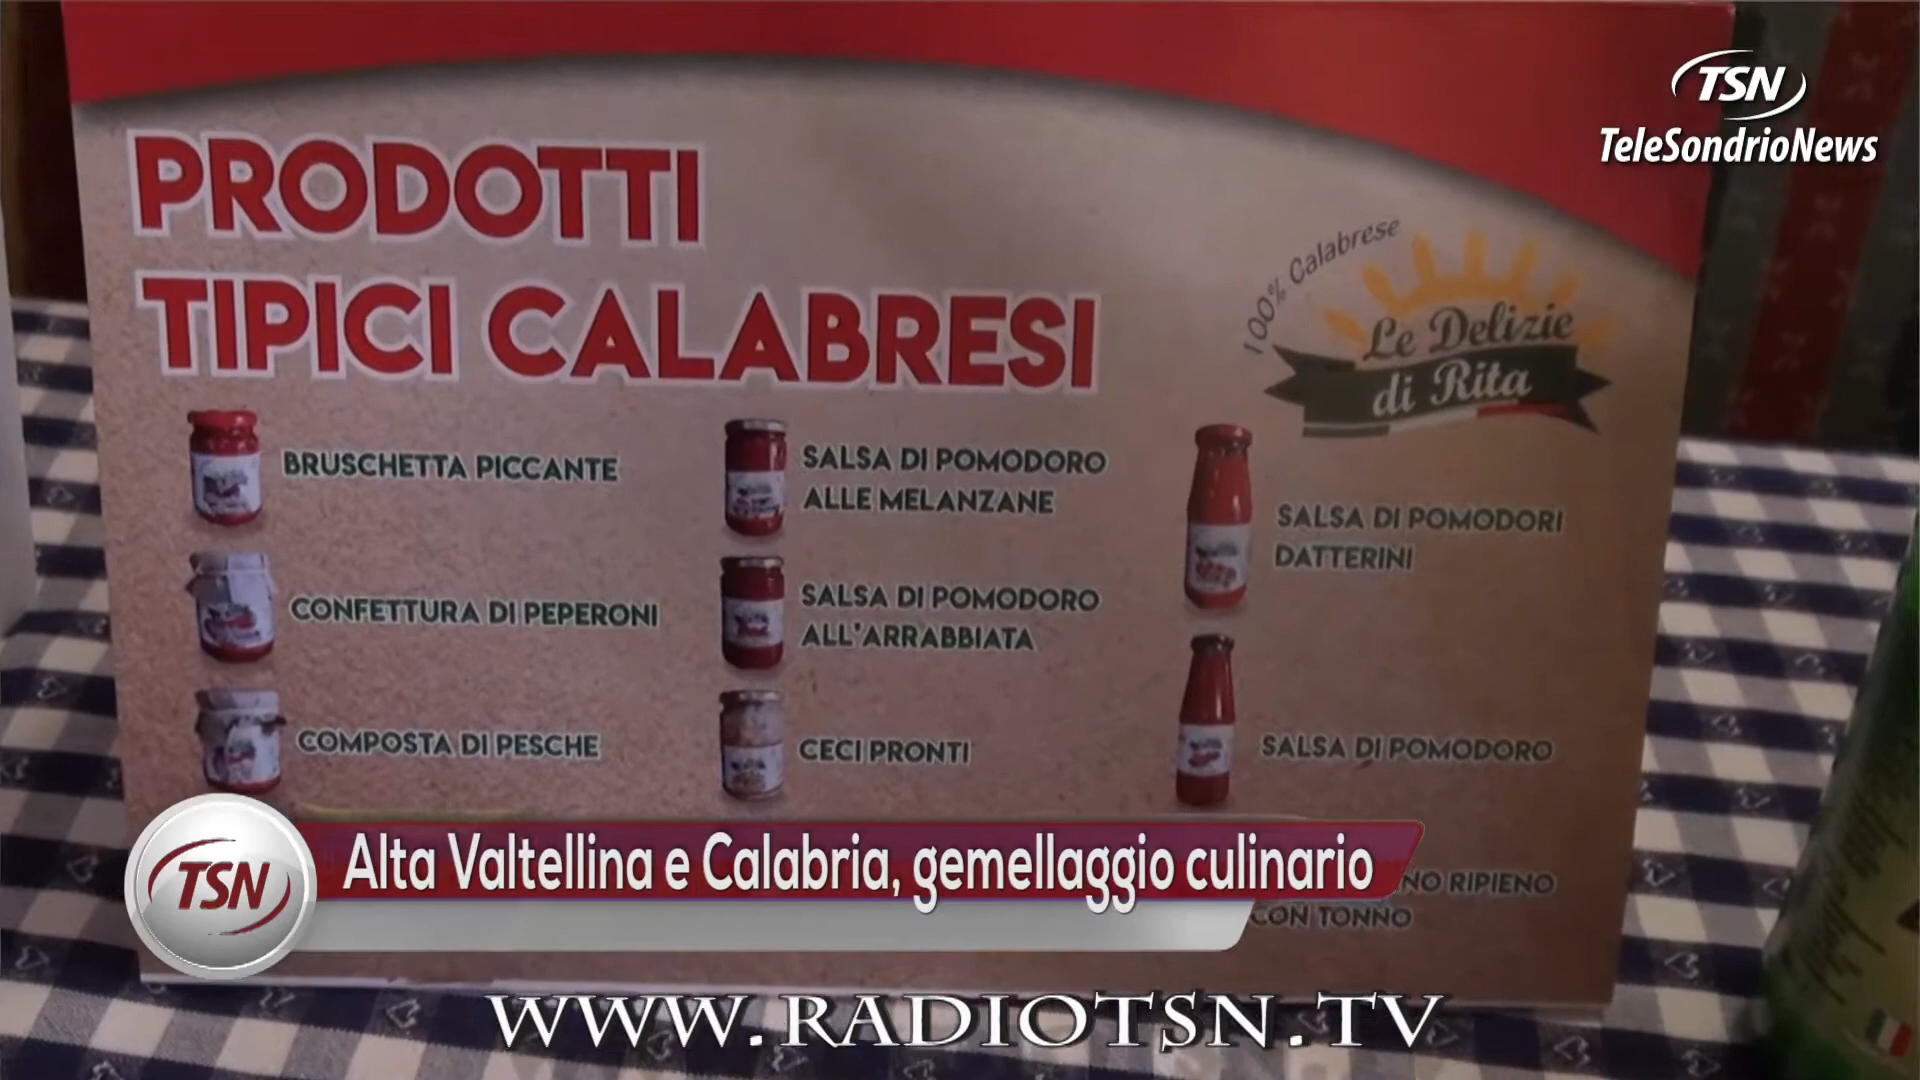 TSN
TeleSondrioNews
PRODOTTI
TIPICI CALABRESI
100% Calabrese
Le Delizie
di Rita
BRUSCHETTA PICCANTE
CONFETTURA DI PEPERONI
COMPOSTA DI PESCHE
SALSA DI POMODORO
ALLE MELANZANE
SALSA DI POMODORO
ALL'ARRABBIATA
CECI PRONTI
SALSA DI POMODORI
DATTERINI
SALSA DI POMODORO
RIPIENO
CON TONNO
TSN
Alta Valtellina e Calabria, gemellaggio culinario
WWW.RADIOTSN.TV